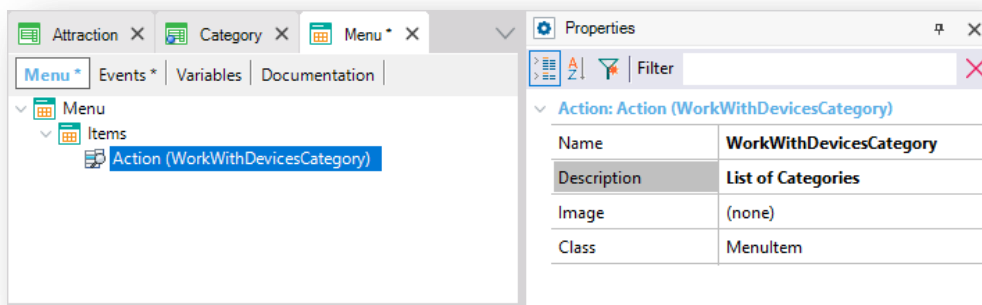 Attraction
Category
Menu *
Menu *
Events *
Variables
Documentation
Menu
Items
Action (WorkWithDevicesCategory)
Properties
A
Z
Filter
Action: Action (WorkWithDevicesCategory)
Name WorkWithDevicesCategory
Description List of Categories
Image (none)
Class MenuItem